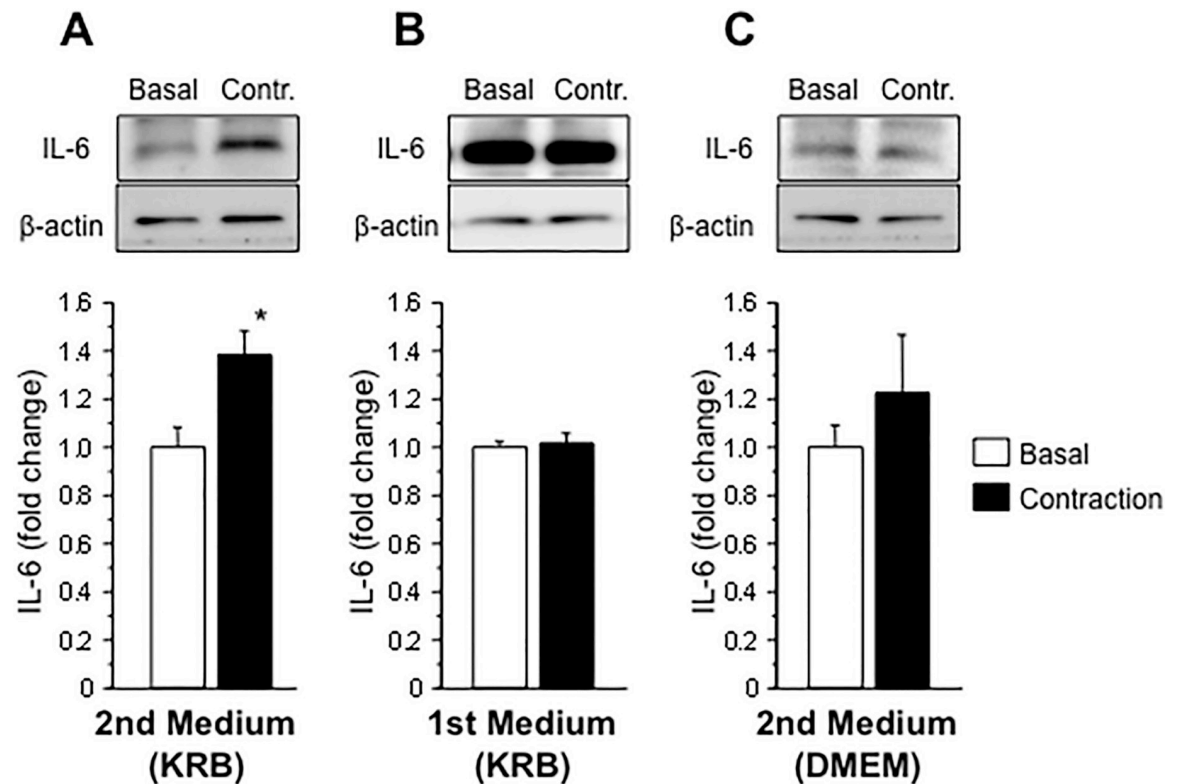 A
Basal Contr.
IL-6
β-actin
IL-6 (fold change)
1.6
1.4
1.2
1.0
0.8
0.6
0.4
0.2
0
*
2nd Medium
(KRB)
B
Basal Contr.
IL-6
β-actin
IL-6 (fold change)
1.6
1.4
1.2
1.0
0.8
0.6
0.4
0.2
0
1st Medium
(KRB)
C
Basal Contr.
IL-6
β-actin
IL-6 (fold change)
1.6
1.4
1.2
1.0
0.8
0.6
0.4
0.2
0
2nd Medium
(DMEM)
Basal
Contraction